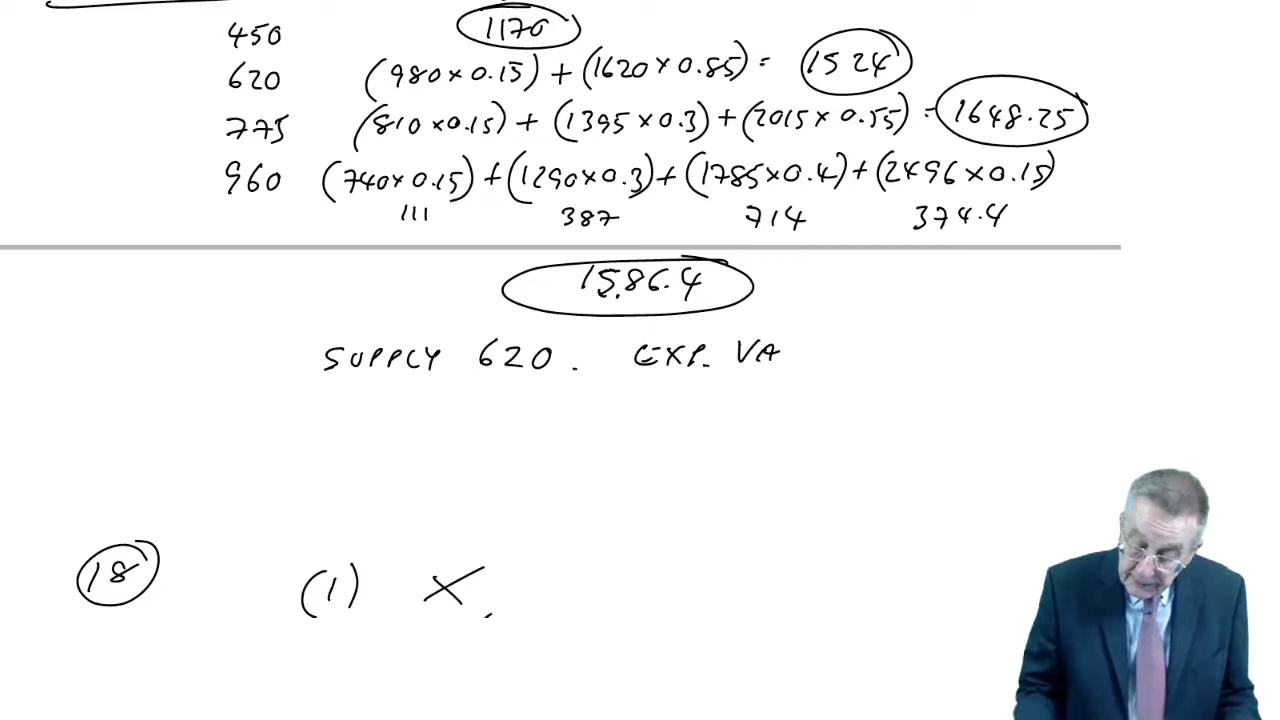 450 1170
620 (980 x 0.15) + (1620 x 0.85) = 1524
775 (810 x 0.15) + (1395 x 0.3) + (2015 x 0.55) = 1648.25
960 (740 x 0.15) + (1290 x 0.3) + (1785 x 0.4) + (2496 x 0.15)
111 387 714 374.4
1586.4
SUPPLY 620. EXP. VA
18 (1) X